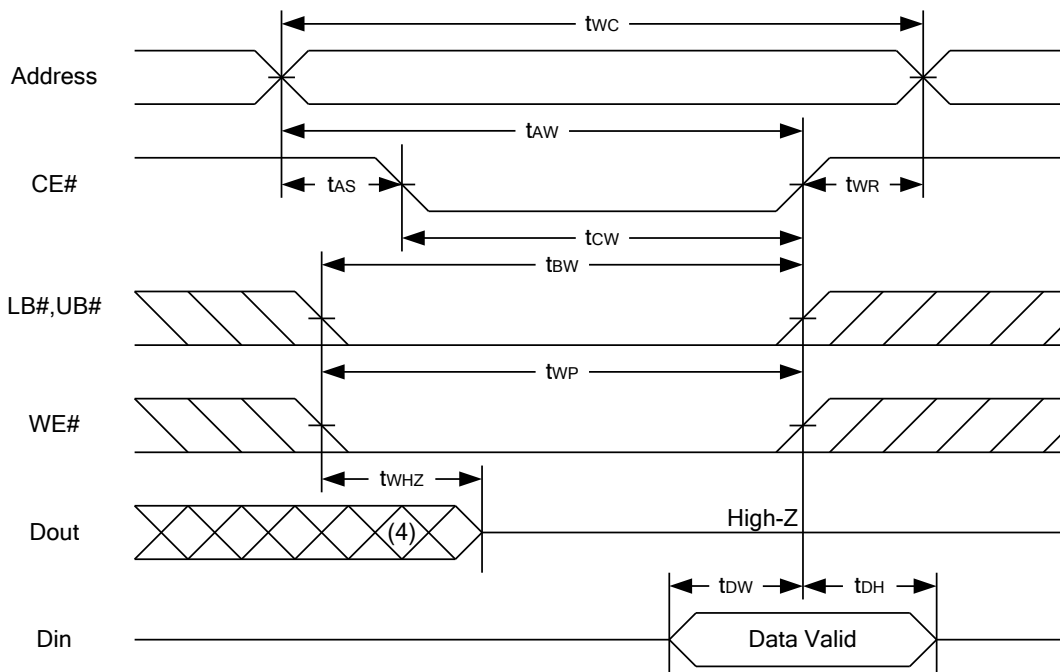 tWC
Address
tAW
CE#
tAS
tWR
tCW
tBW
LB#,UB#
tWP
WE#
tWHZ
Dout
(4)
High-Z
tDW
tDH
Din
Data Valid